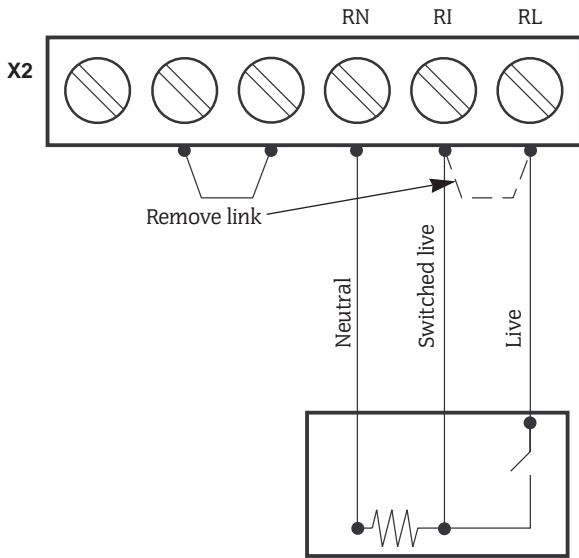 RN RI RL
X2
Remove link
Neutral
Switched live
Live